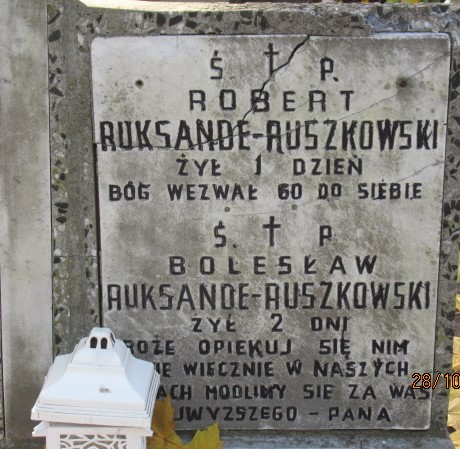 Ś † P.
ROBERT
RUKSANDE-RUSZKOWSKI
ŻYŁ 1 DZIEŃ
BÓG WEZWAŁ GO DO SIEBIE
Ś. † P
BOLESŁAW
RUKSANDE-RUSZKOWSKI
ŻYŁ 2 DNI
BOŻE OPIEKUJ SIĘ NIM
WIECZNIE W NASZYCH
MODLIMY SIĘ ZA WAS
PANA
28/10